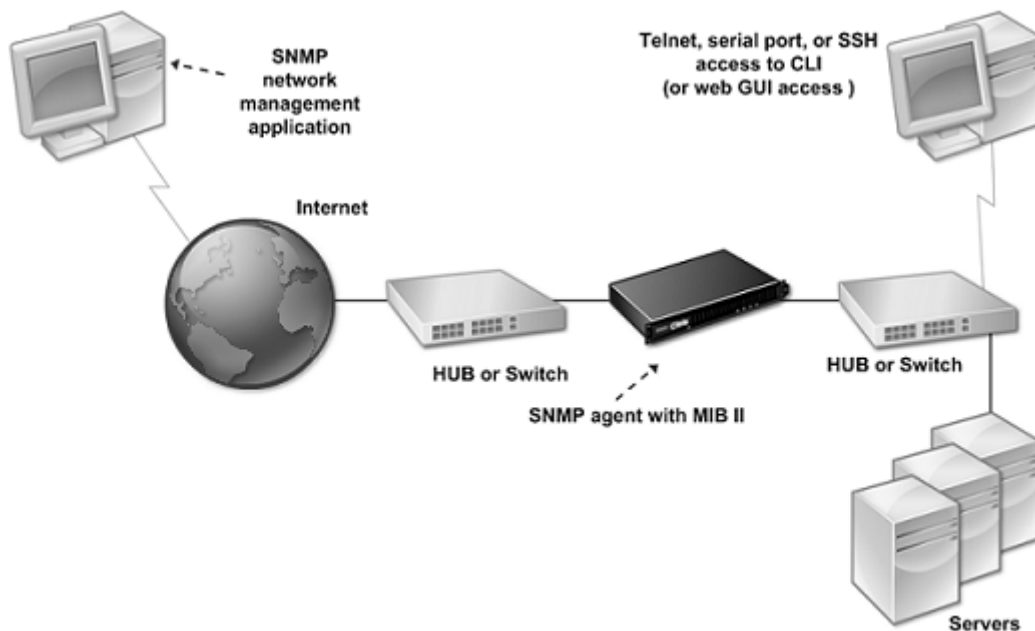 SNMP
network
management
application
Telnet, serial port, or SSH
access to CLI
(or web GUI access )
Internet
HUB or Switch
HUB or Switch
SNMP agent with MIB II
Servers